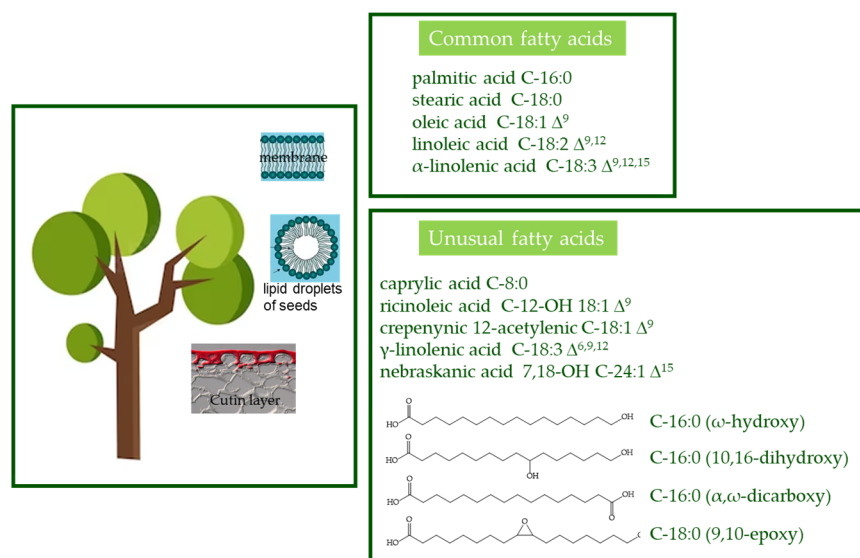 Common fatty acids
palmitic acid C-16:0
stearic acid C-18:0
oleic acid C-18:1 Δ⁹
linoleic acid C-18:2 Δ⁹,¹²
α-linolenic acid C-18:3 Δ⁹,¹²,¹⁵
membrane
lipid droplets
of seeds
Cutin layer
Unusual fatty acids
caprylic acid C-8:0
ricinoleic acid C-12-OH 18:1 Δ⁹
crepenynic 12-acetylenic C-18:1 Δ⁹
γ-linolenic acid C-18:3 Δ⁶,⁹,¹²
nebraskanic acid 7,18-OH C-24:1 Δ¹⁵
O
HO
OH
C-16:0 (ω-hydroxy)
O
HO
OH
OH
C-16:0 (10,16-dihydroxy)
O
HO
OH
O
C-16:0 (α,ω-dicarboxy)
O
HO
O
C-18:0 (9,10-epoxy)